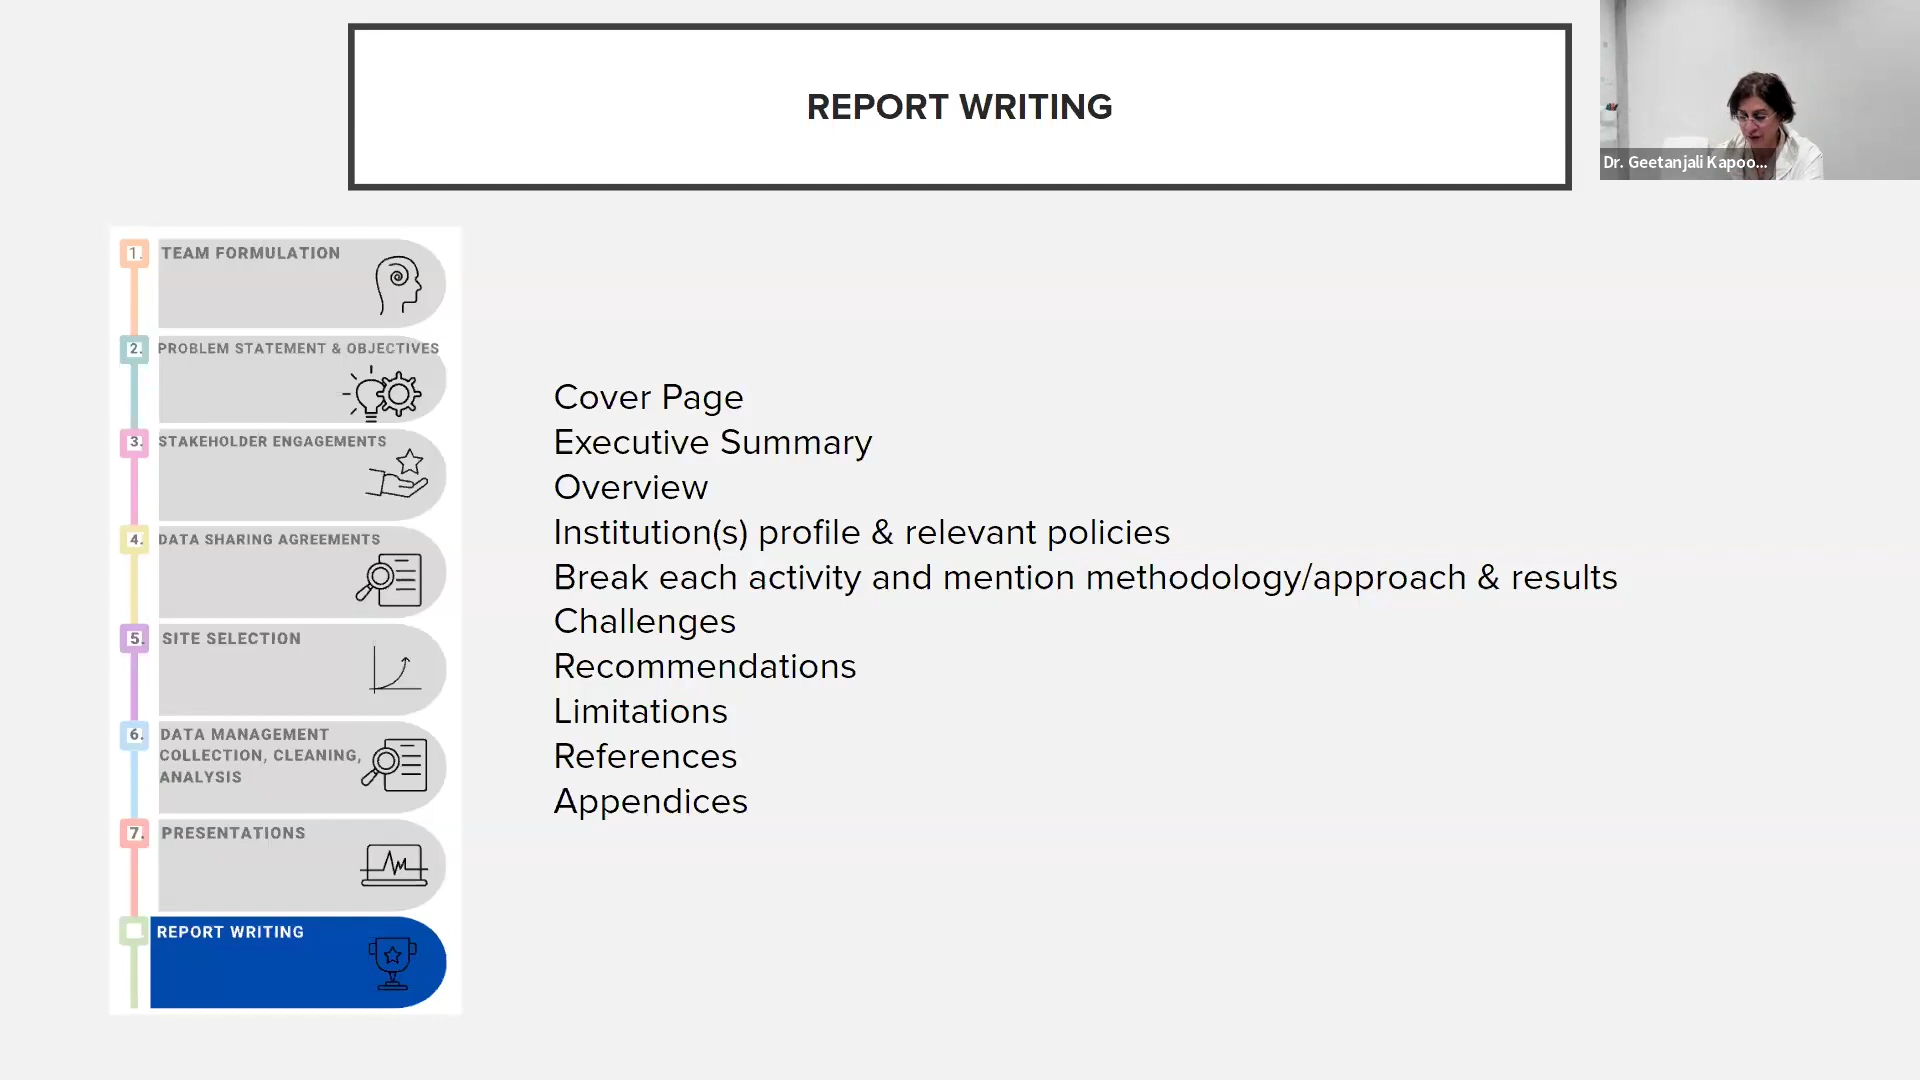 REPORT WRITING
Dr. Geetanjali Kapoo...
1. TEAM FORMULATION
2. PROBLEM STATEMENT & OBJECTIVES
3. STAKEHOLDER ENGAGEMENTS
4. DATA SHARING AGREEMENTS
5. SITE SELECTION
6. DATA MANAGEMENT
COLLECTION, CLEANING,
ANALYSIS
7. PRESENTATIONS
REPORT WRITING
Cover Page
Executive Summary
Overview
Institution(s) profile & relevant policies
Break each activity and mention methodology/approach & results
Challenges
Recommendations
Limitations
References
Appendices